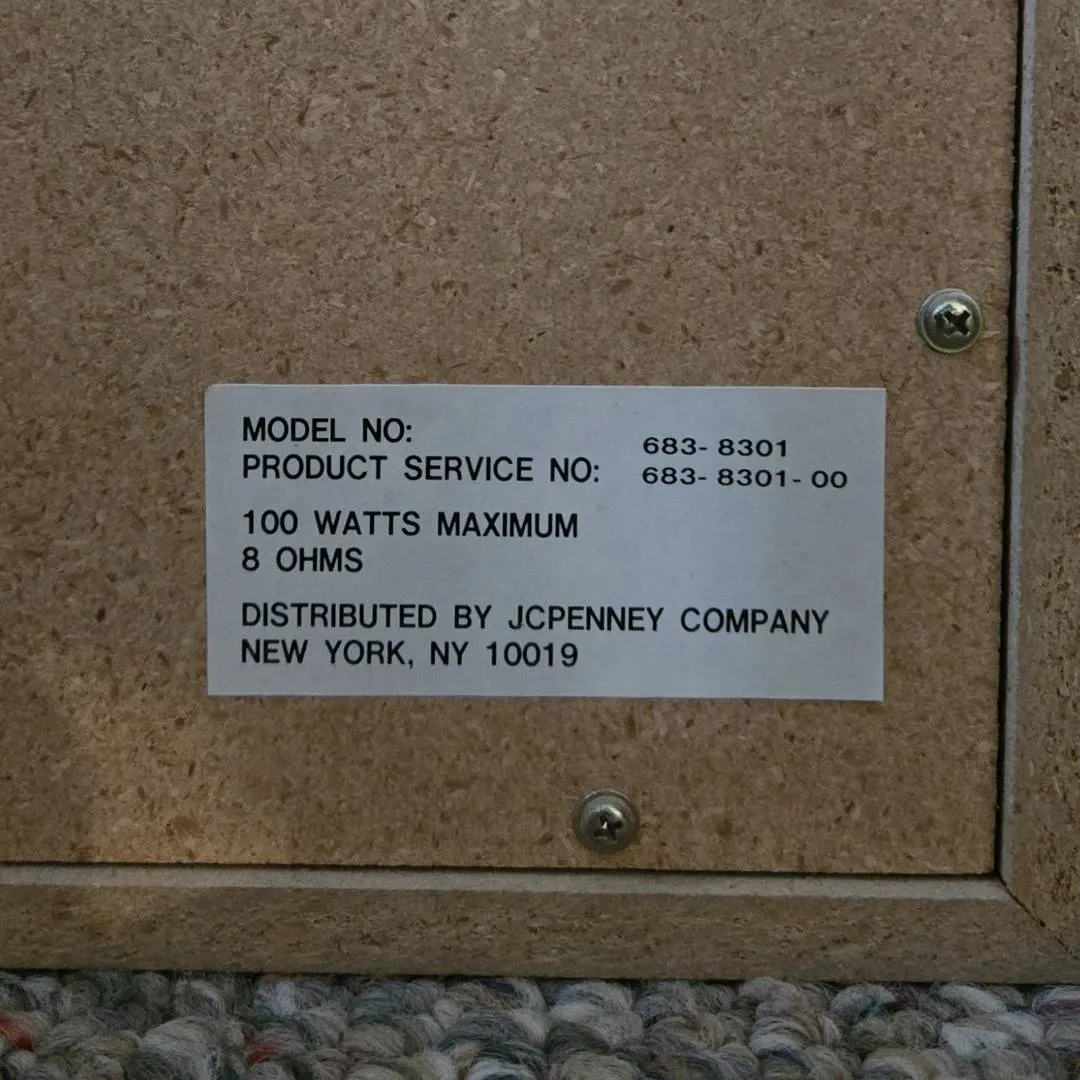 MODEL NO: 683-8301
PRODUCT SERVICE NO: 683-8301-00
100 WATTS MAXIMUM
8 OHMS
DISTRIBUTED BY JCPENNEY COMPANY
NEW YORK, NY 10019